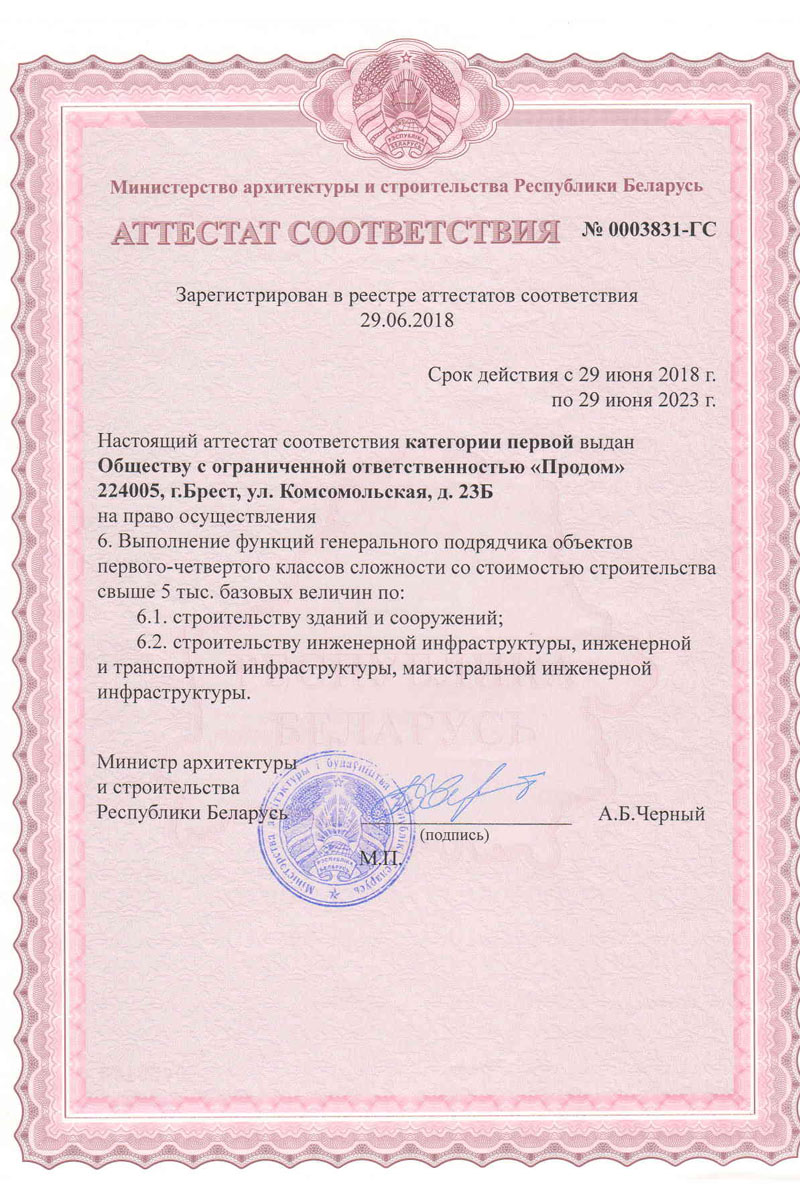 РЭСПУБЛІКА
БЕЛАРУСЬ
Министерство архитектуры и строительства Республики Беларусь
АТТЕСТАТ СООТВЕТСТВИЯ № 0003831-ГС
Зарегистрирован в реестре аттестатов соответствия
29.06.2018
Срок действия с 29 июня 2018 г.
по 29 июня 2023 г.
Настоящий аттестат соответствия категории первой выдан
Обществу с ограниченной ответственностью «Продом»
224005, г.Брест, ул. Комсомольская, д. 23Б
на право осуществления
6. Выполнение функций генерального подрядчика объектов
первого-четвертого классов сложности со стоимостью строительства
свыше 5 тыс. базовых величин по:
6.1. строительству зданий и сооружений;
6.2. строительству инженерной инфраструктуры, инженерной
и транспортной инфраструктуры, магистральной инженерной
инфраструктуры.
БЕЛАРУСЬ
Министр архитектуры
и строительства
Республики Беларусь
А.Б.Черный
(подпись)
М.П.
Міністэрства архітэктуры і будаўніцтва Рэспублікі Беларусь
РЭСПУБЛІКА
БЕЛАРУСЬ